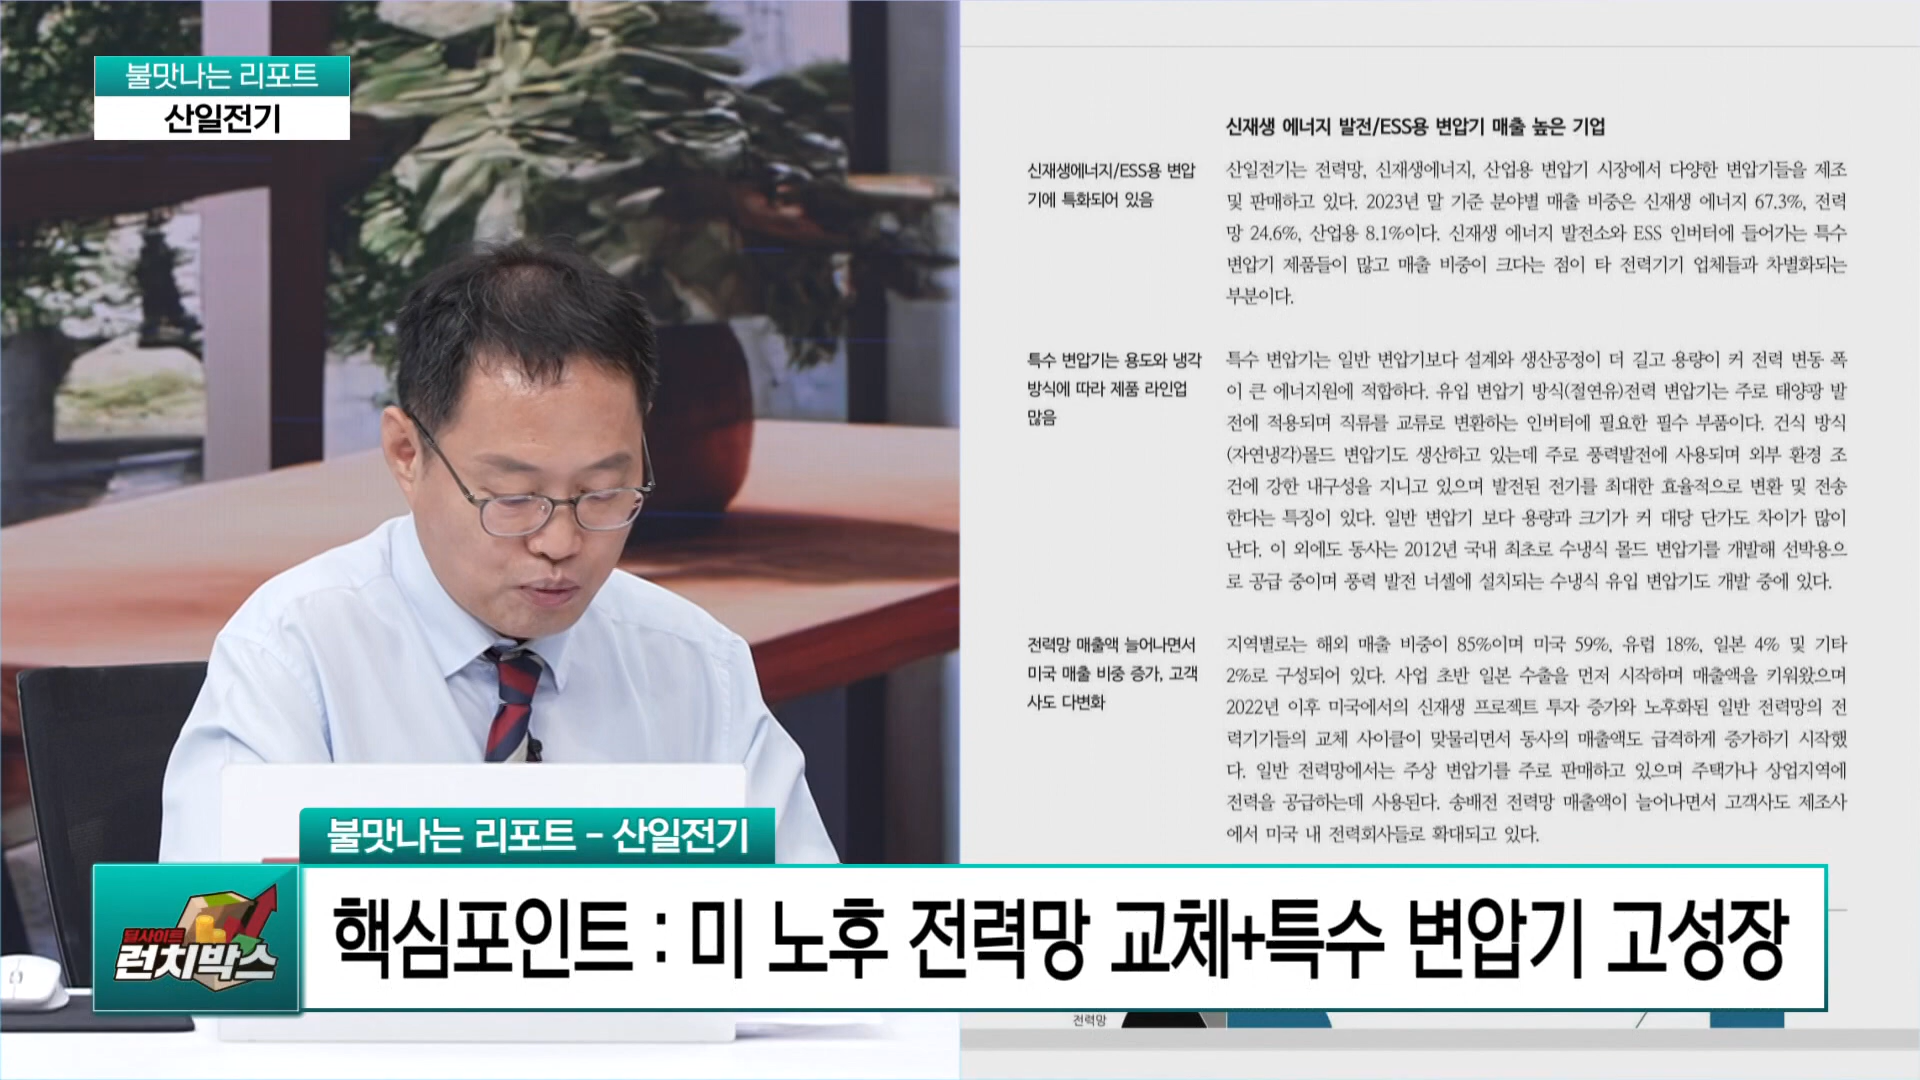 불맛나는 리포트
산일전기
신재생 에너지 발전/ESS용 변압기 매출 높은 기업
신재생에너지/ESS용 변압
기에 특화되어 있음
산일전기는 전력망, 신재생에너지, 산업용 변압기 시장에서 다양한 변압기들을 제조
및 판매하고 있다. 2023년 말 기준 분야별 매출 비중은 신재생 에너지 67.3%, 전력
망 24.6%, 산업용 8.1%이다. 신재생 에너지 발전소와 ESS 인버터에 들어가는 특수
변압기 제품들이 많고 매출 비중이 크다는 점이 타 전력기기 업체들과 차별화되는
부분이다.
특수 변압기는 용도와 냉각
방식에 따라 제품 라인업
많음
특수 변압기는 일반 변압기보다 설계와 생산공정이 더 길고 용량이 커 전력 변동 폭
이 큰 에너지원에 적합하다. 유입 변압기 방식(절연유)전력 변압기는 주로 태양광 발
전에 적용되며 직류를 교류로 변환하는 인버터에 필요한 필수 부품이다. 건식 방식
(자연냉각)몰드 변압기도 생산하고 있는데 주로 풍력발전에 사용되며 외부 환경 조
건에 강한 내구성을 지니고 있으며 발전된 전기를 최대한 효율적으로 변환 및 전송
한다는 특징이 있다. 일반 변압기 보다 용량과 크기가 커 대당 단가도 차이가 많이
난다. 이 외에도 동사는 2012년 국내 최초로 수냉식 몰드 변압기를 개발해 선박용으
로 공급 중이며 풍력 발전 너셀에 설치되는 수냉식 유입 변압기도 개발 중에 있다.
전력망 매출액 늘어나면서
미국 매출 비중 증가, 고객
사도 다변화
지역별로는 해외 매출 비중이 85%이며 미국 59%, 유럽 18%, 일본 4% 및 기타
2%로 구성되어 있다. 사업 초반 일본 수출을 먼저 시작하며 매출액을 키워왔으며
2022년 이후 미국에서의 신재생 프로젝트 투자 증가와 노후화된 일반 전력망의 전
력기기들의 교체 사이클이 맞물리면서 동사의 매출액도 급격하게 증가하기 시작했
다. 일반 전력망에서는 주상 변압기를 주로 판매하고 있으며 주택가나 상업지역에
전력을 공급하는데 사용된다. 송배전 전력망 매출액이 늘어나면서 고객사도 제조사
에서 미국 내 전력회사들로 확대되고 있다.
불맛나는 리포트 - 산일전기
딜사이트
런치박스
핵심포인트 : 미 노후 전력망 교체+특수 변압기 고성장
전력망